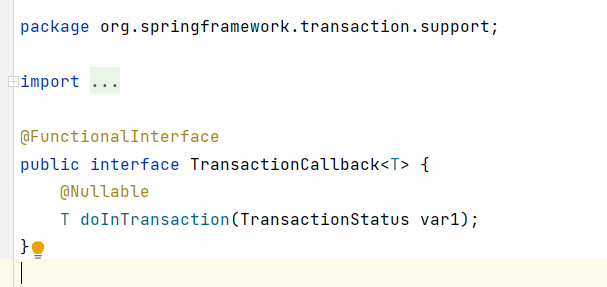 package org.springframework.transaction.support;
import ...
@FunctionalInterface
public interface TransactionCallback<T> {
@Nullable
T doInTransaction(TransactionStatus var1);
}